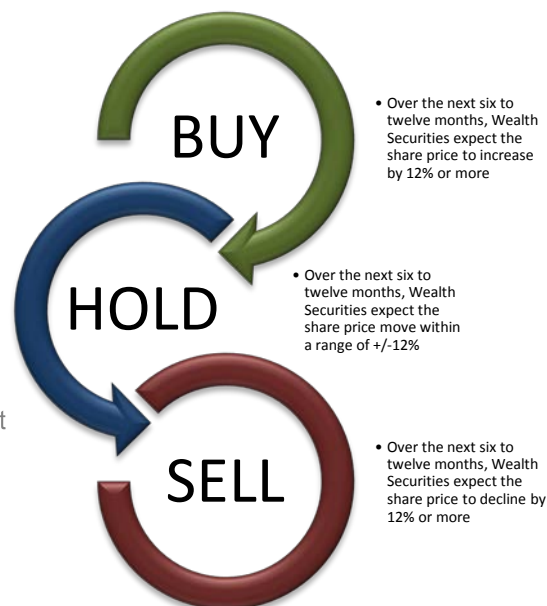 BUY
• Over the next six to
twelve months, Wealth
Securities expect the
share price to increase
by 12% or more
HOLD
• Over the next six to
twelve months, Wealth
Securities expect the
share price move within
a range of +/-12%
SELL
• Over the next six to
twelve months, Wealth
Securities expect the
share price to decline by
12% or more